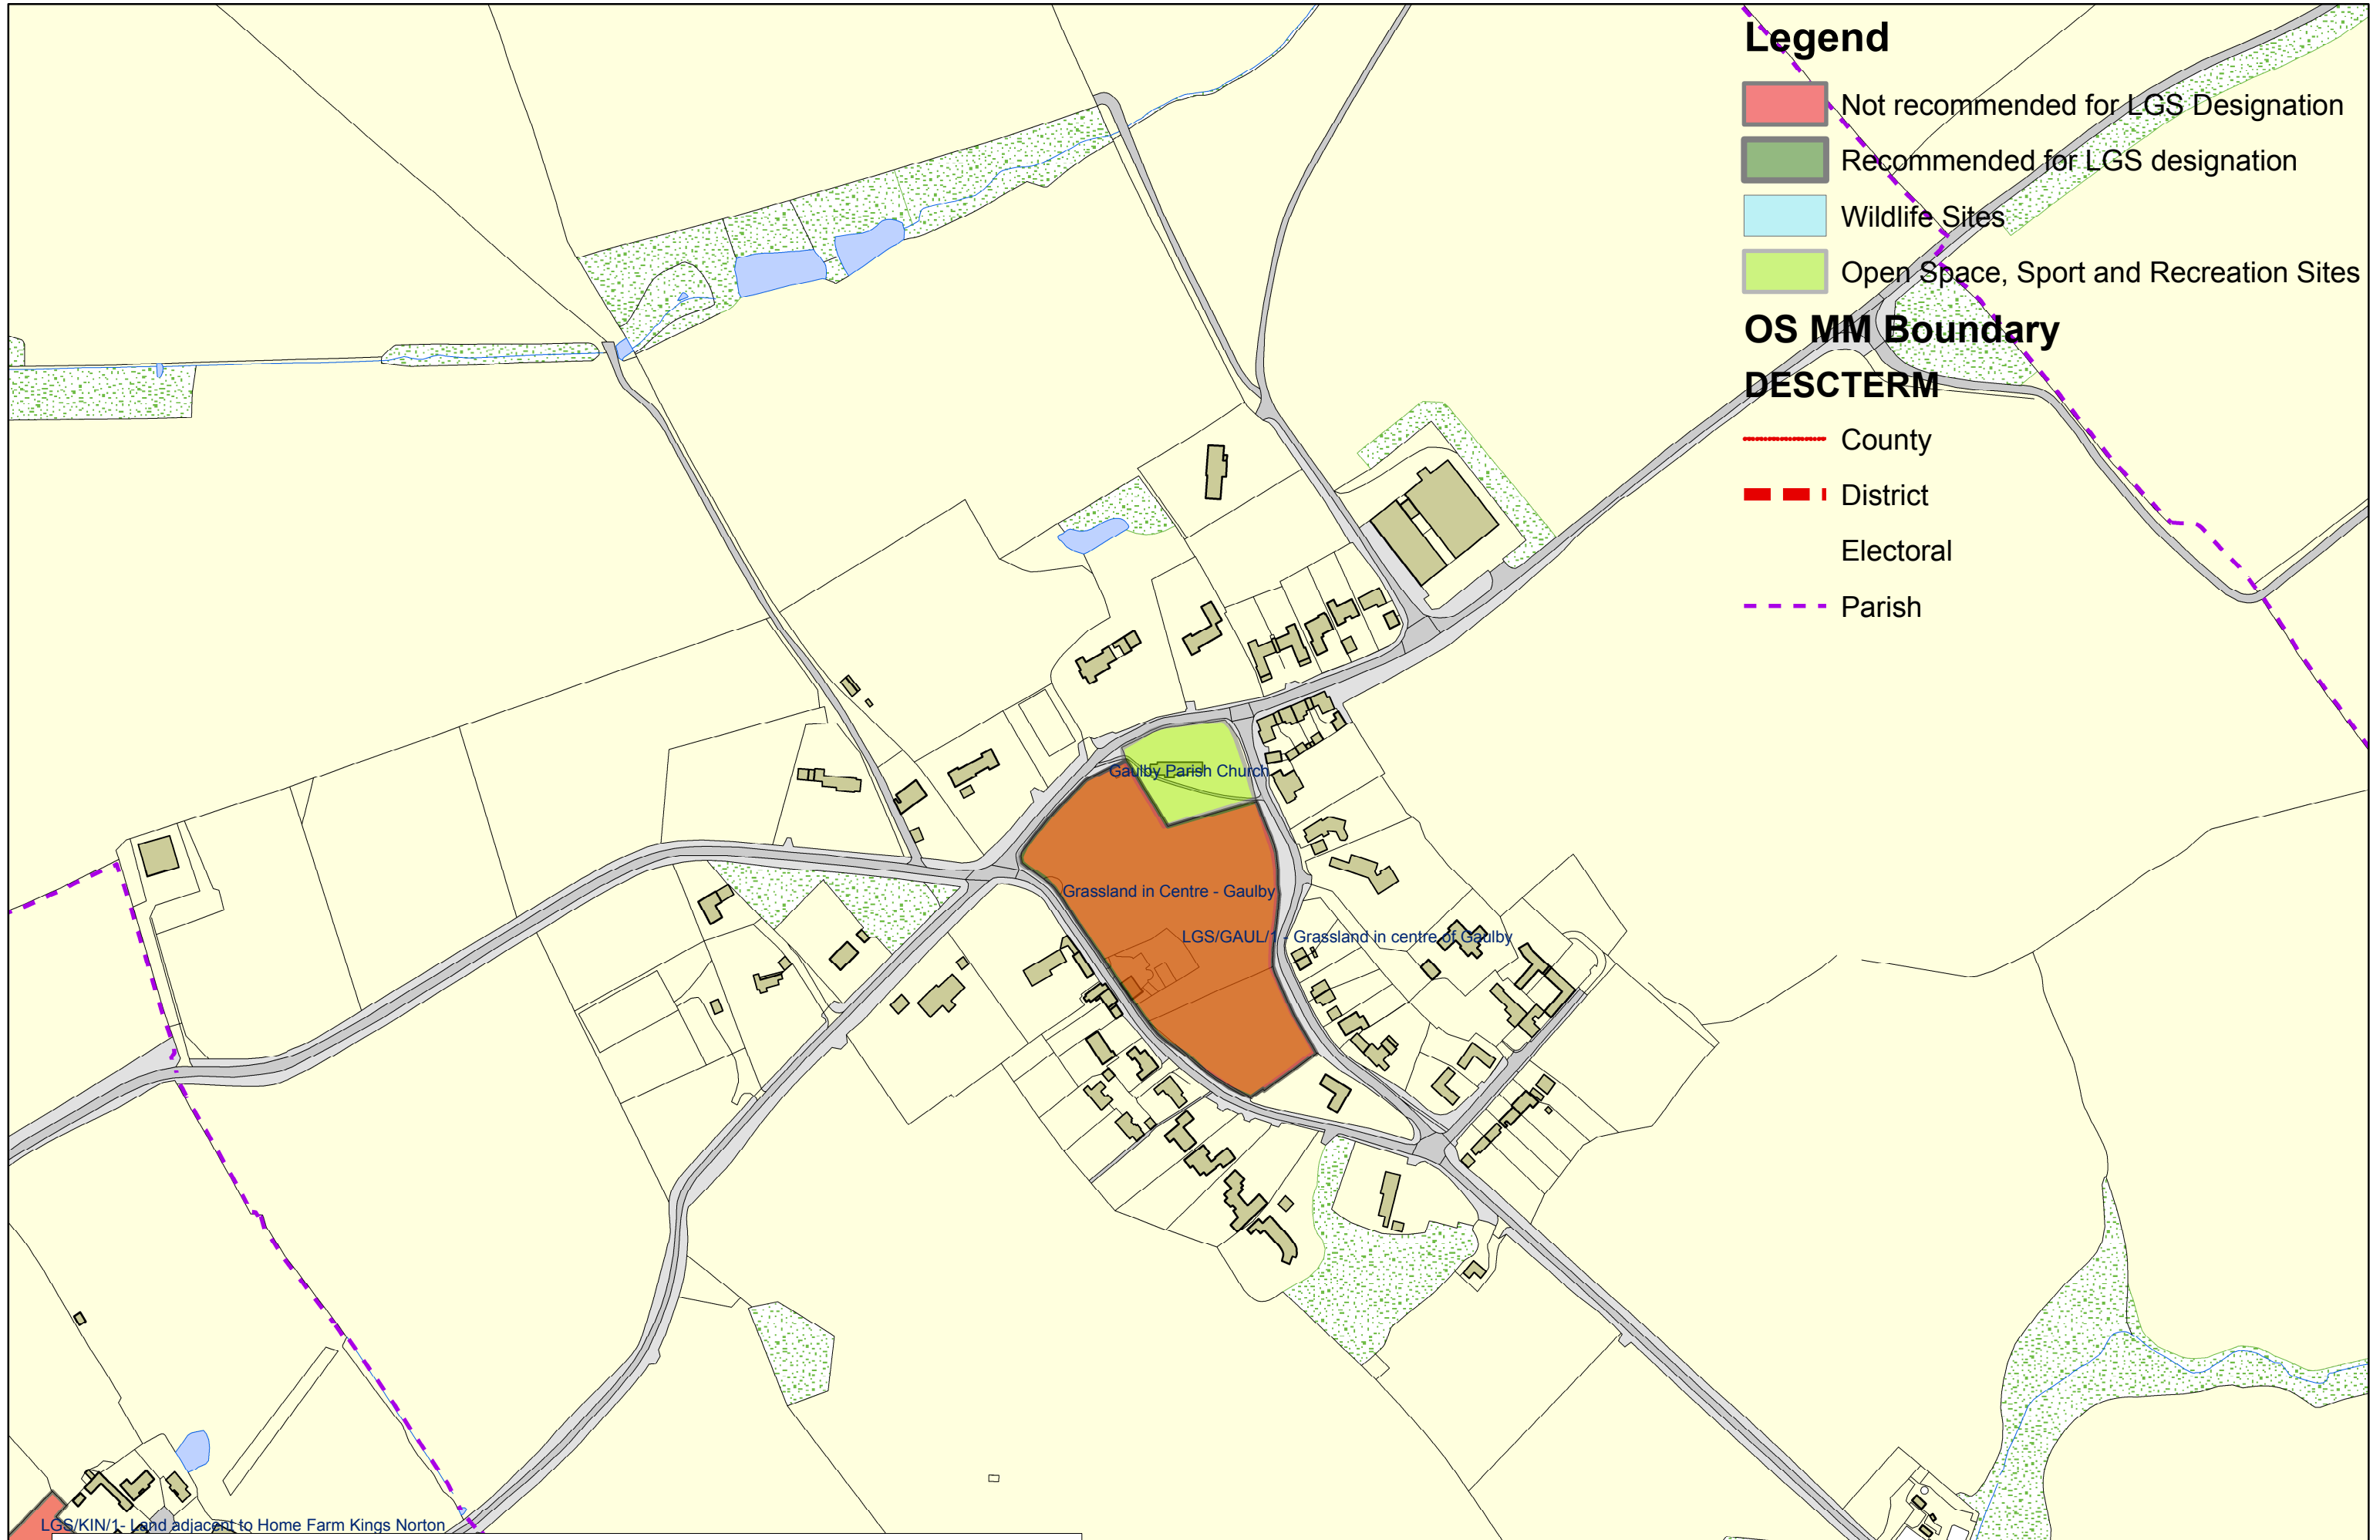 Legend
Not recommended for LGS Designation
Recommended for LGS designation
Wildlife Sites
Open Space, Sport and Recreation Sites
OS MM Boundary
DESCTERM
County
District
Electoral
Parish
Gaulby Parish Church
Grassland in Centre - Gaulby
LGS/GAUL/1 - Grassland in centre of Gaulby
LGS/KIN/1- Land adjacent to Home Farm Kings Norton